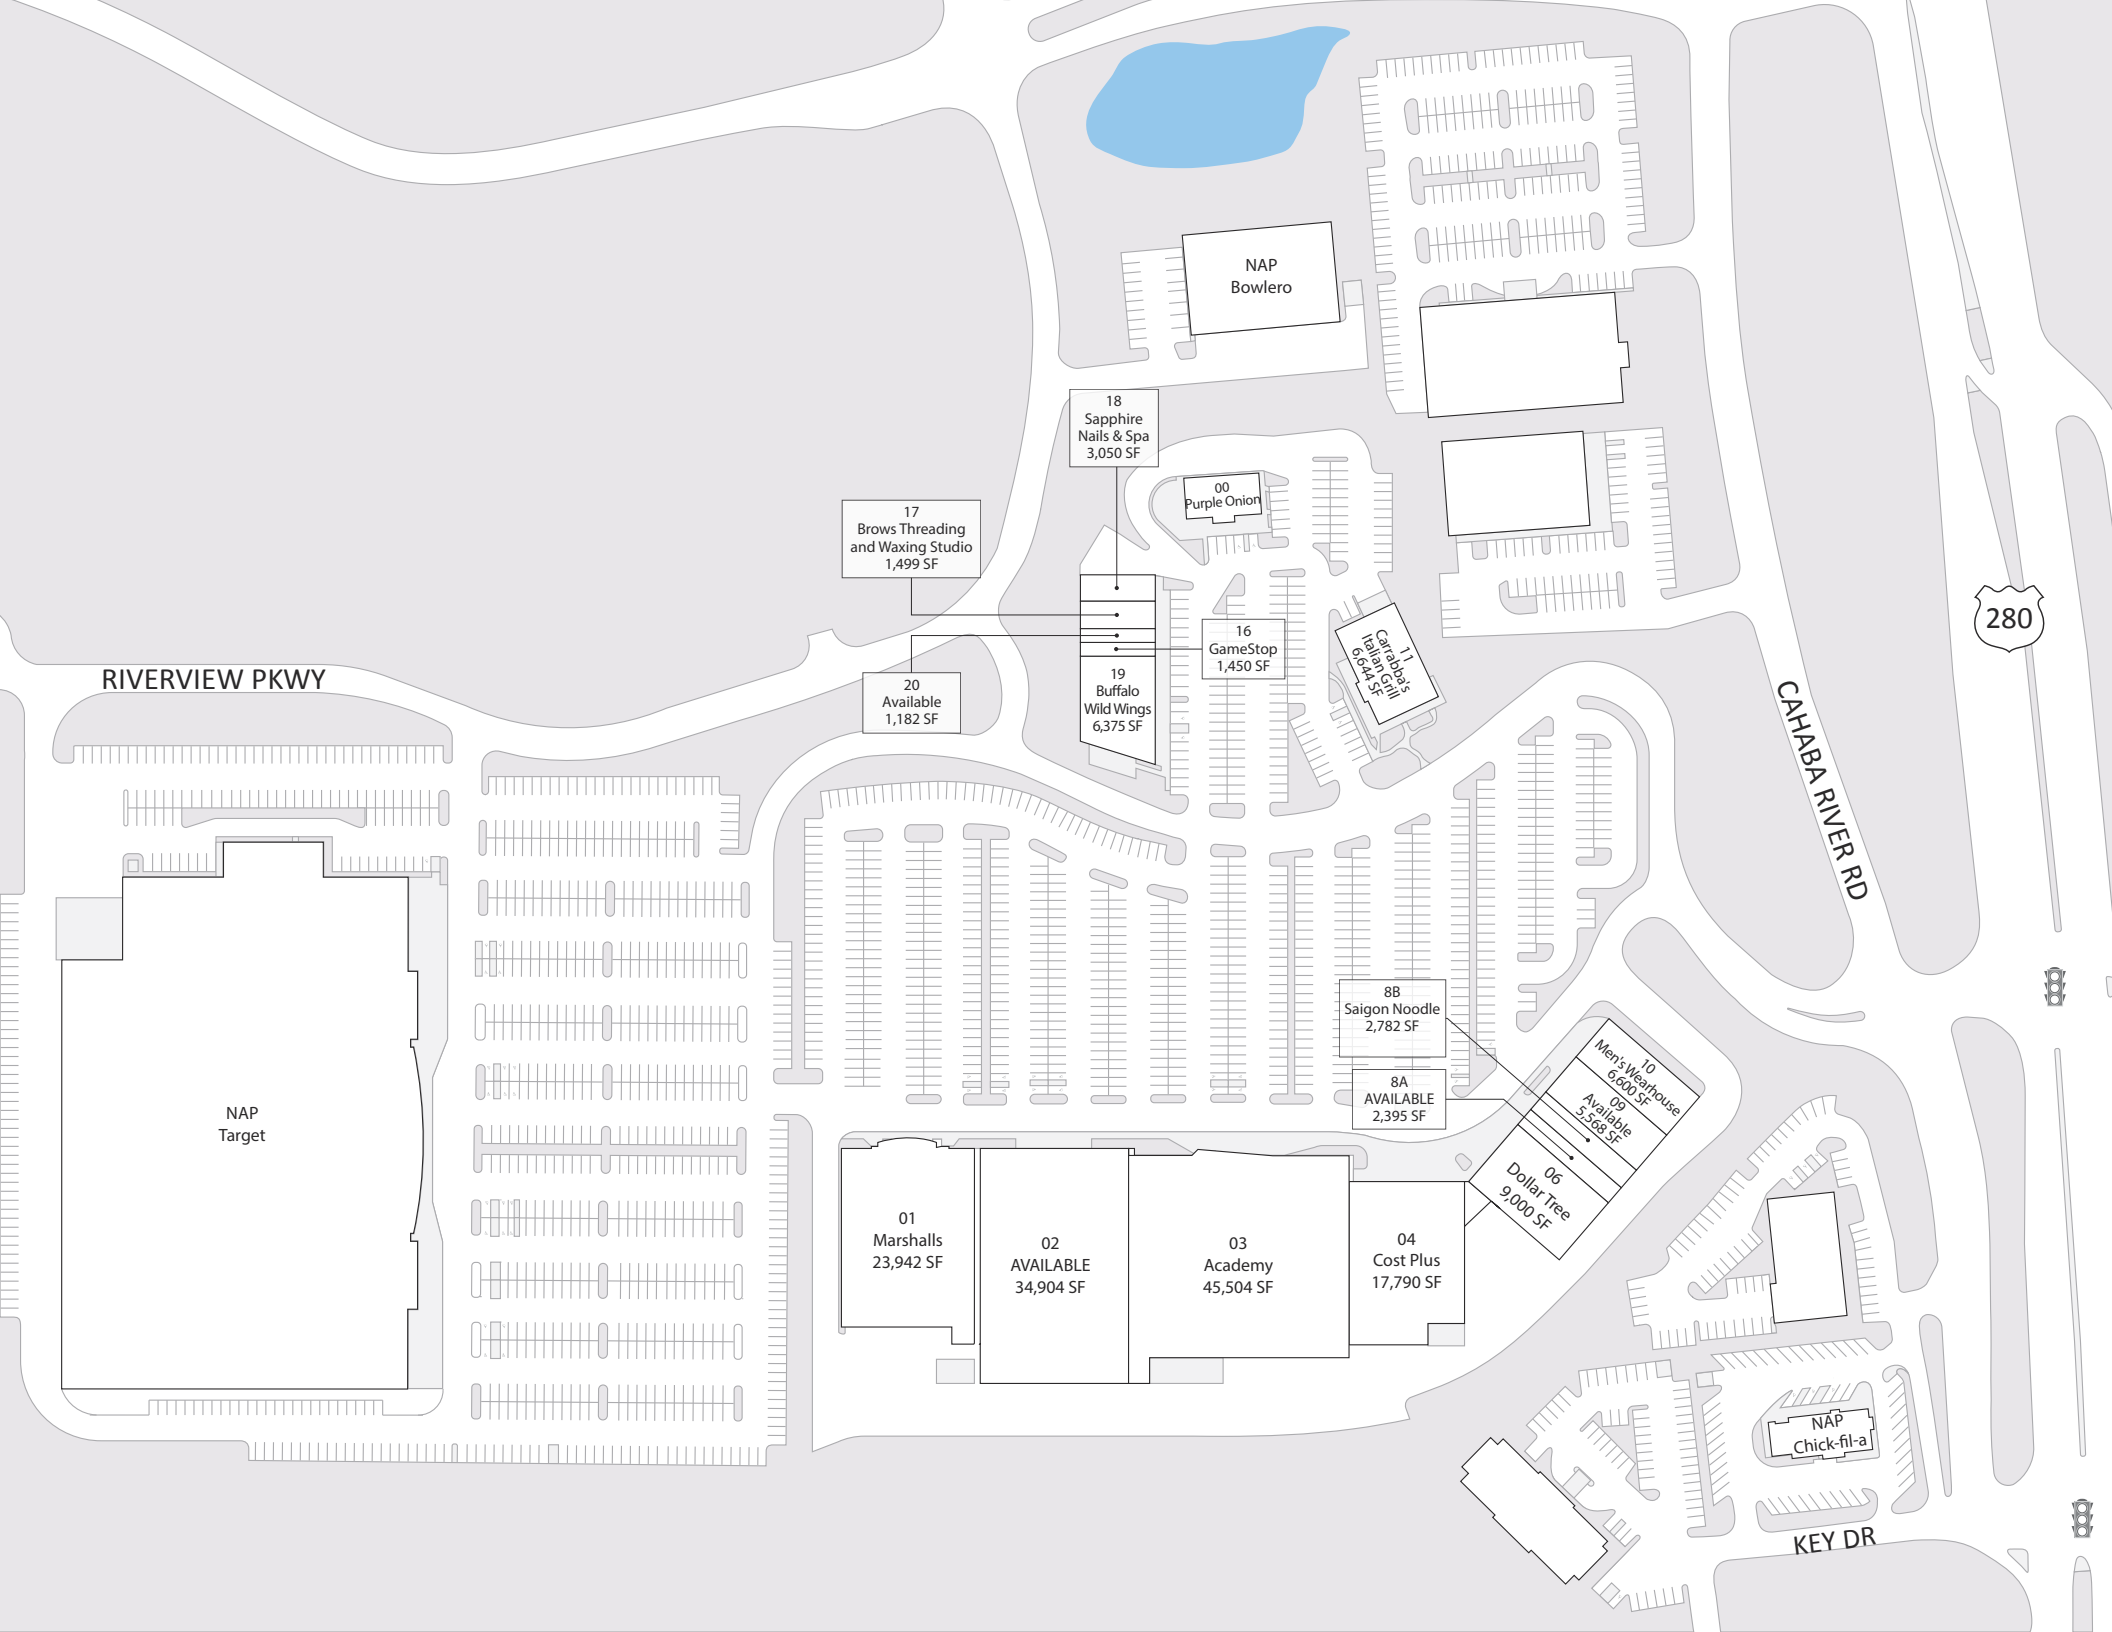 NAP
Bowlero
18
Sapphire
Nails & Spa
3,050 SF
00
Purple Onion
17
Brows Threading
and Waxing Studio
1,499 SF
280
16
GameStop
1,450 SF
11
Carrabba's
Italian Grill
6,644 SF
RIVERVIEW PKWY
20
Available
1,182 SF
19
Buffalo
Wild Wings
6,375 SF
CAHABA RIVER RD
8B
Saigon Noodle
2,782 SF
10
Men's Wearhouse
6,600 SF
8A
AVAILABLE
2,395 SF
09
Available
5,568 SF
NAP
Target
06
Dollar Tree
9,000 SF
01
Marshalls
23,942 SF
02
AVAILABLE
34,904 SF
03
Academy
45,504 SF
04
Cost Plus
17,790 SF
NAP
Chick-fil-a
KEY DR